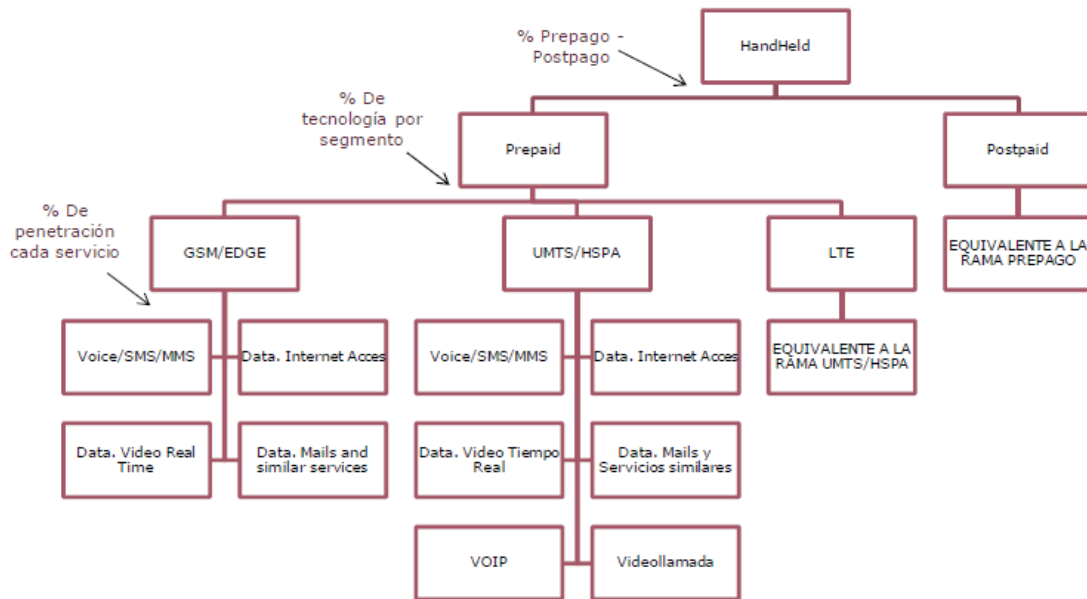 % Prepago -
Postpago
HandHeld
% De
tecnología por
segmento
Prepaid
Postpaid
% De
penetración
cada servicio
GSM/EDGE
UMTS/HSPA
LTE
EQUIVALENTE A LA
RAMA PREPAGO
Voice/SMS/MMS
Data. Internet Acces
Voice/SMS/MMS
Data. Internet Acces
EQUIVALENTE A LA
RAMA UMTS/HSPA
Data. Video Real
Time
Data. Mails and
similar services
Data. Video Tiempo
Real
Data. Mails y
Servicios similares
VOIP
Videollamada